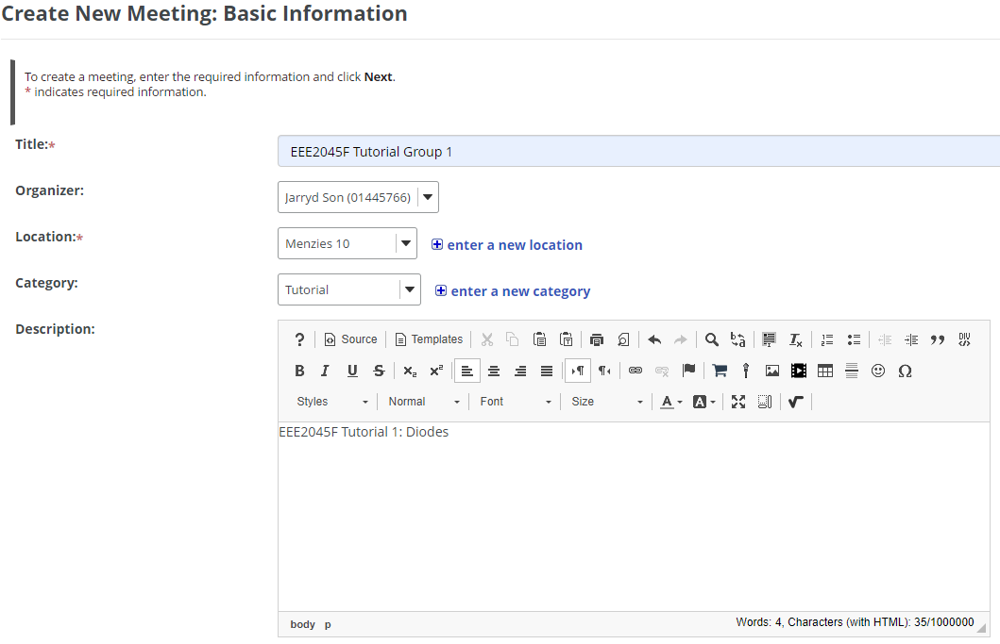 Create New Meeting: Basic Information
To create a meeting, enter the required information and click Next.
* indicates required information.
Title:*
EEE2045F Tutorial Group 1
Organizer:
Jarryd Son (01445766)
Location:*
Menzies 10
enter a new location
Category:
Tutorial
enter a new category
Description:
? Source Templates
B I U S x₂ x²
Styles Normal Font Size A A
EEE2045F Tutorial 1: Diodes
body p
Words: 4, Characters (with HTML): 35/1000000